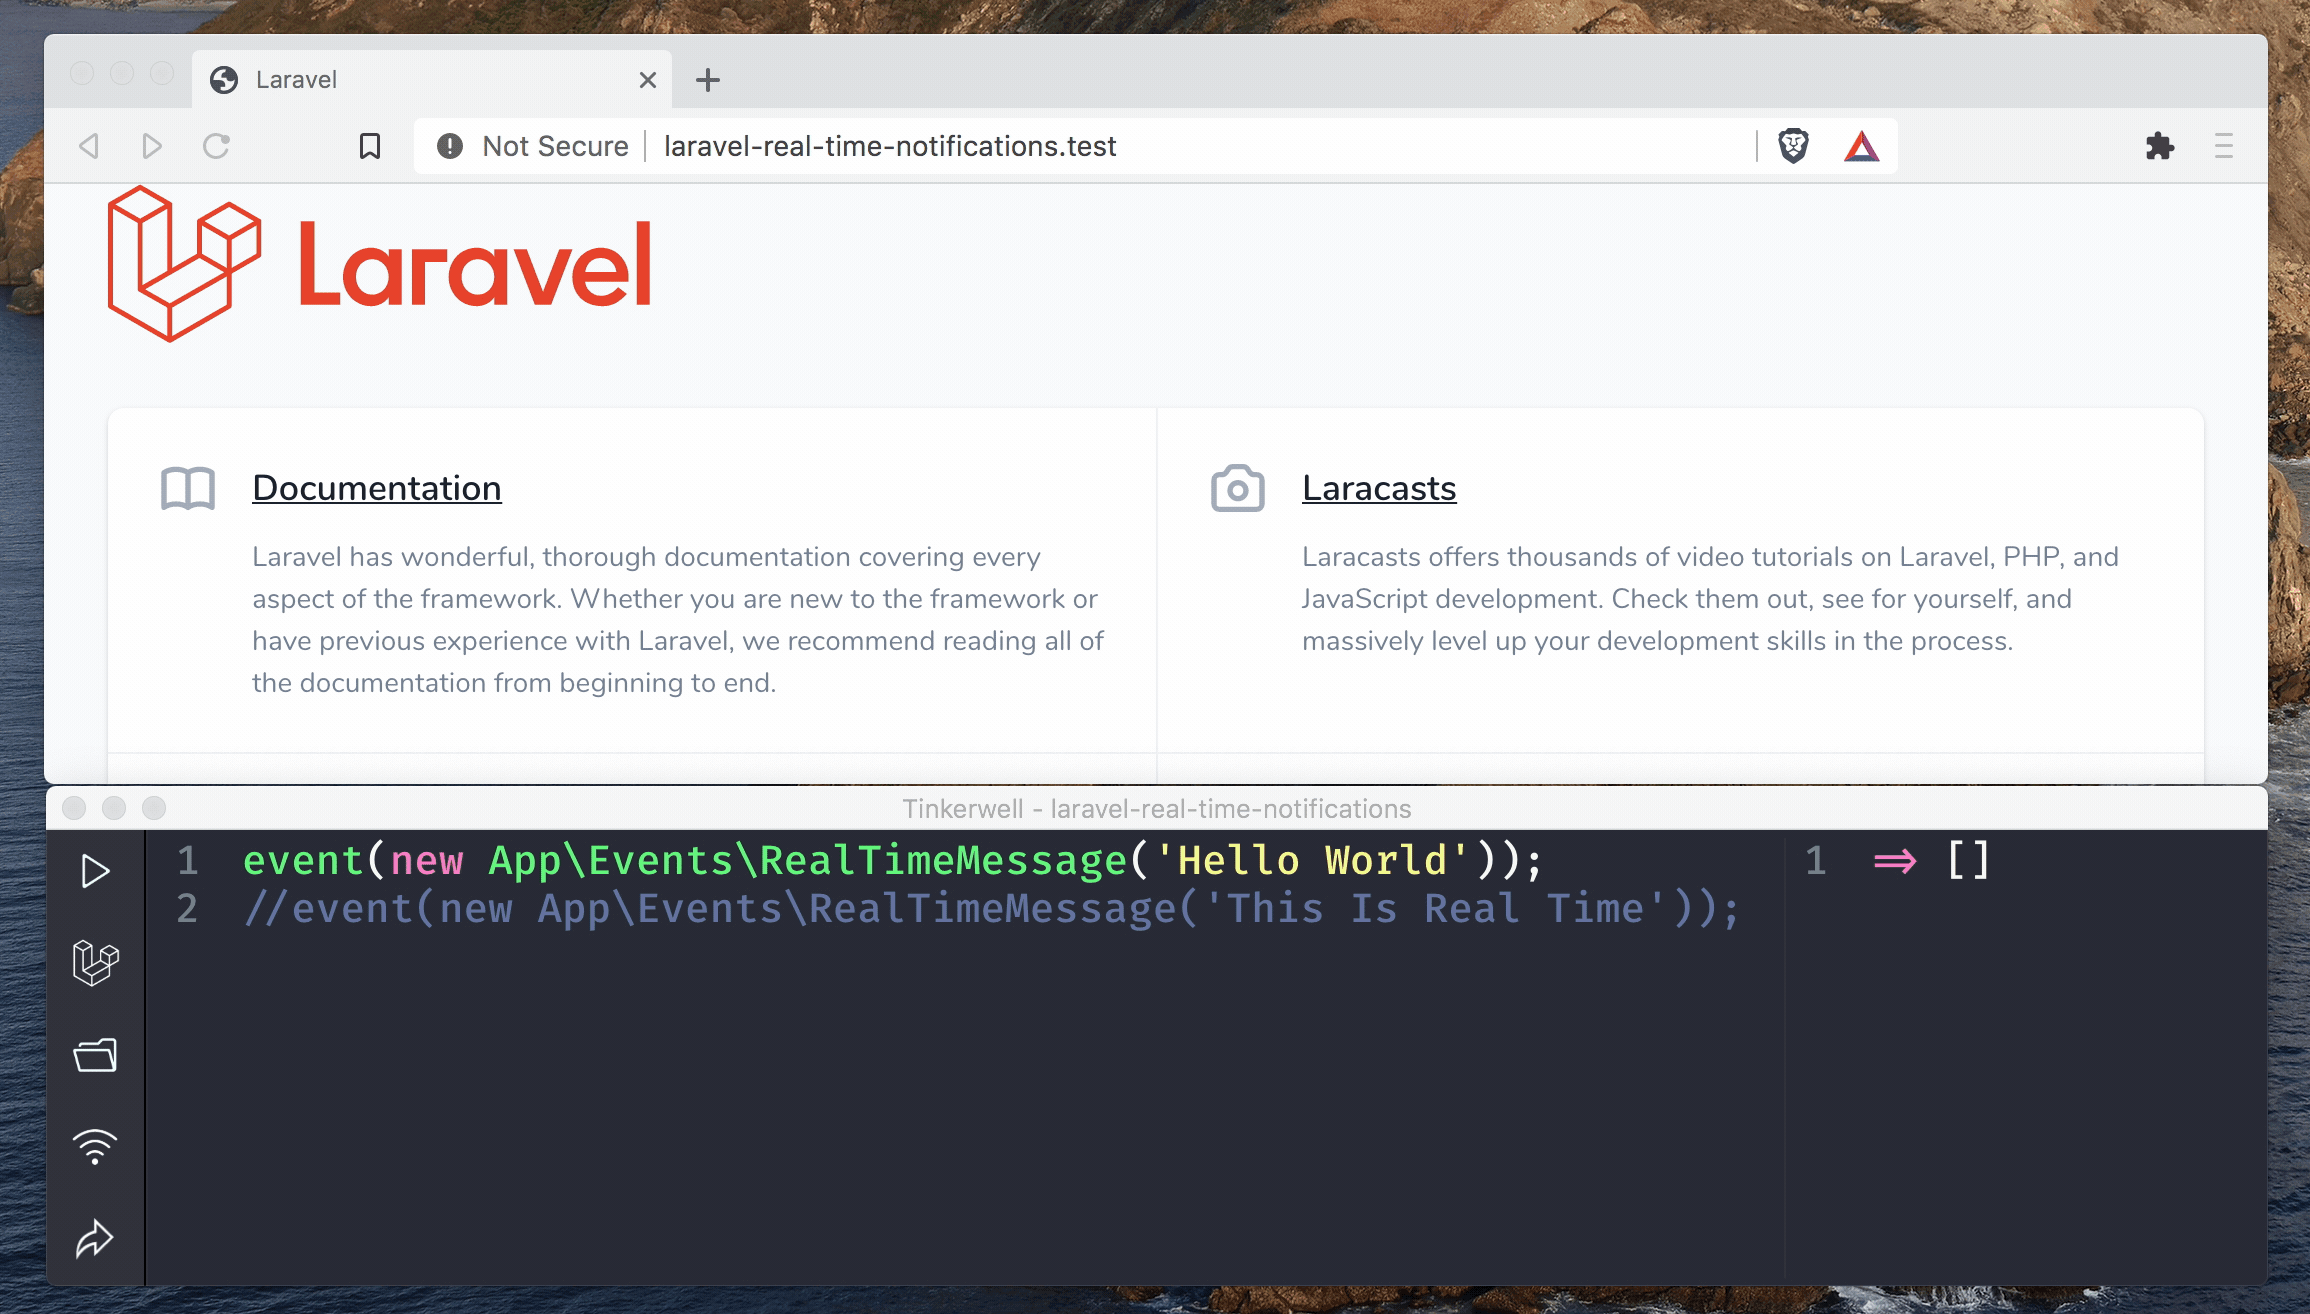 Laravel
Not Secure laravel-real-time-notifications.test
Laravel
Documentation
Laravel has wonderful, thorough documentation covering every
aspect of the framework. Whether you are new to the framework or
have previous experience with Laravel, we recommend reading all of
the documentation from beginning to end.
Laracasts
Laracasts offers thousands of video tutorials on Laravel, PHP, and
JavaScript development. Check them out, see for yourself, and
massively level up your development skills in the process.
Tinkerwell - laravel-real-time-notifications
1 event(new App\Events\RealTimeMessage('Hello World'));
2 //event(new App\Events\RealTimeMessage('This Is Real Time'));
1 ⇒ []